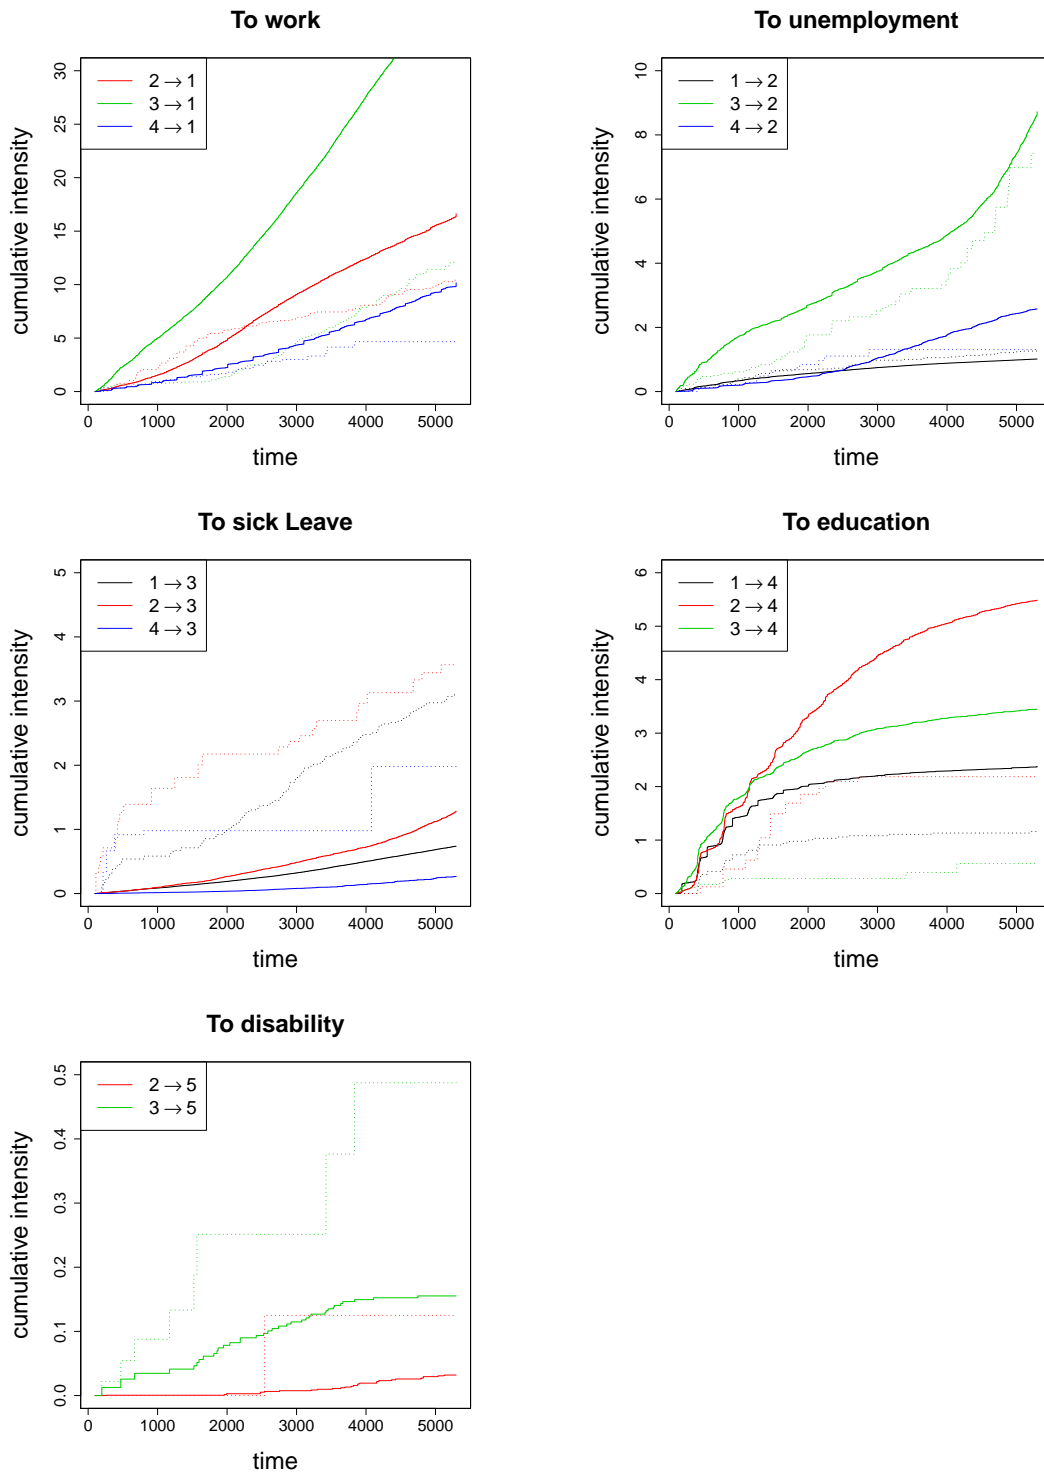 To work
cumulative intensity
0 5 10 15 20 25 30
2 → 1
3 → 1
4 → 1
0 1000 2000 3000 4000 5000
time
To unemployment
cumulative intensity
0 2 4 6 8 10
1 → 2
3 → 2
4 → 2
0 1000 2000 3000 4000 5000
time
To sick Leave
cumulative intensity
0 1 2 3 4 5
1 → 3
2 → 3
4 → 3
0 1000 2000 3000 4000 5000
time
To education
cumulative intensity
0 1 2 3 4 5 6
1 → 4
2 → 4
3 → 4
0 1000 2000 3000 4000 5000
time
To disability
cumulative intensity
0.0 0.1 0.2 0.3 0.4 0.5
2 → 5
3 → 5
0 1000 2000 3000 4000 5000
time